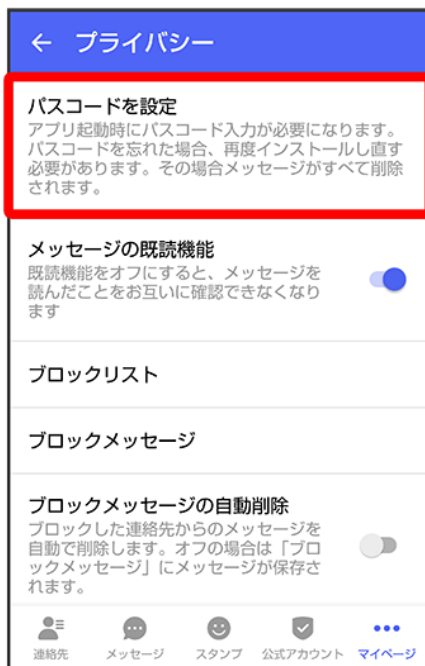 ← プライバシー
パスコードを設定
アプリ起動時にパスコード入力が必要になります。
パスコードを忘れた場合、再度インストールし直す
必要があります。その場合メッセージがすべて削除
されます。
メッセージの既読機能
既読機能をオフにすると、メッセージを
読んだことをお互いに確認できなくなり
ます
ブロックリスト
ブロックメッセージ
ブロックメッセージの自動削除
ブロックした連絡先からのメッセージを
自動で削除します。オフの場合は「ブロ
ックメッセージ」にメッセージが保存さ
れます。
連絡先 メッセージ スタンプ 公式アカウント マイページ